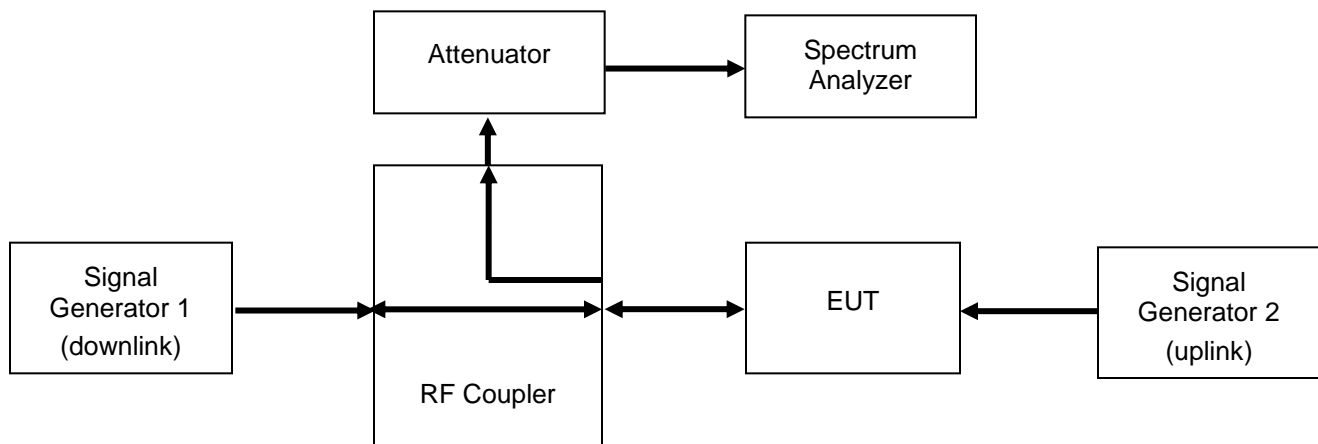 Attenuator
Spectrum
Analyzer
Signal
Generator 1
(downlink)
RF Coupler
EUT
Signal
Generator 2
(uplink)